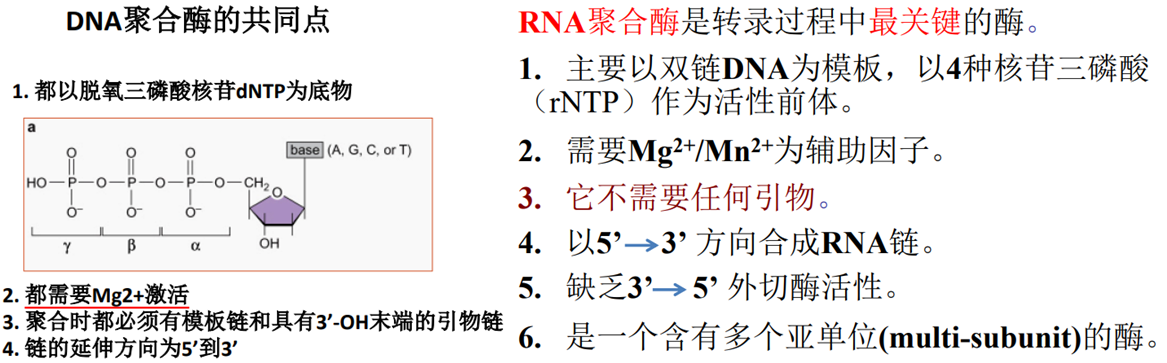 DNA聚合酶的共同点
1. 都以脱氧三磷酸核苷dNTP为底物
a
O O O base (A, G, C, or T)
HO—P—O—P—O—P—O—CH₂ O
O⁻ O⁻ O⁻
OH
γ β α
2. 都需要Mg2+激活
3. 聚合时都必须有模板链和具有3’-OH末端的引物链
4. 链的延伸方向为5’到3’
RNA聚合酶是转录过程中最关键的酶。
1. 主要以双链DNA为模板，以4种核苷三磷酸
（rNTP）作为活性前体。
2. 需要Mg²⁺/Mn²⁺为辅助因子。
3. 它不需要任何引物。
4. 以5’→3’ 方向合成RNA链。
5. 缺乏3’→ 5’ 外切酶活性。
6. 是一个含有多个亚单位(multi-subunit)的酶。